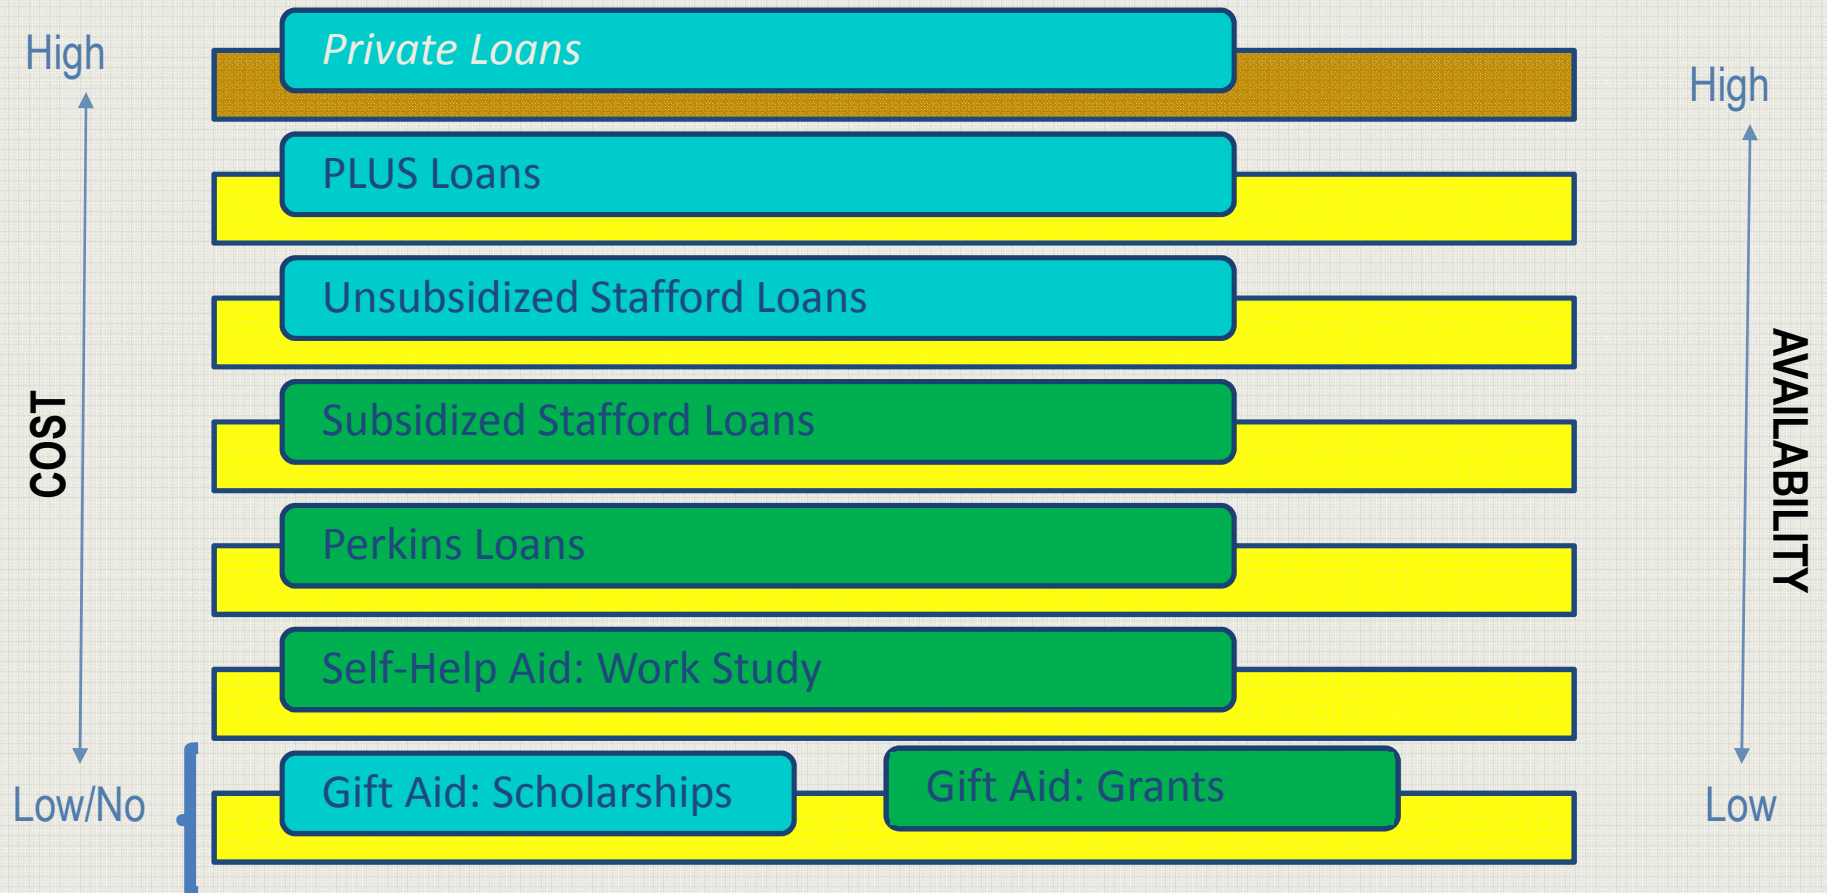 High
Private Loans
High
PLUS Loans
Unsubsidized Stafford Loans
COST
Subsidized Stafford Loans
AVAILABILITY
Perkins Loans
Self-Help Aid: Work Study
Low/No
Gift Aid: Scholarships
Gift Aid: Grants
Low